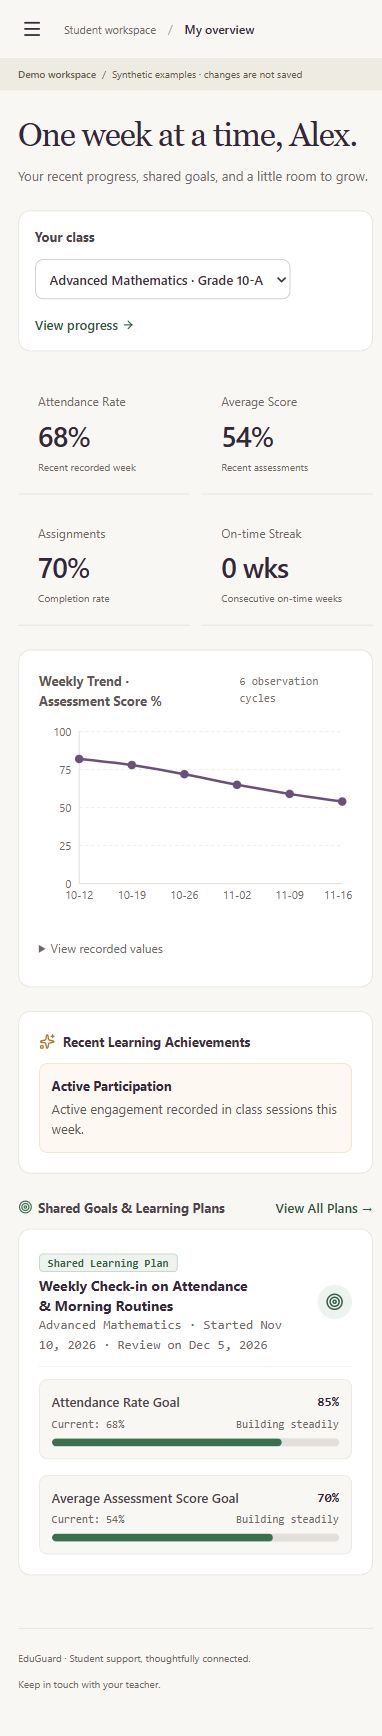 Student workspace / My overview
Demo workspace / Synthetic examples · changes are not saved
One week at a time, Alex.
Your recent progress, shared goals, and a little room to grow.
Your class
Advanced Mathematics · Grade 10-A
View progress →
Attendance Rate
68%
Recent recorded week
Average Score
54%
Recent assessments
Assignments
70%
Completion rate
On-time Streak
0 wks
Consecutive on-time weeks
Weekly Trend ·
Assessment Score %
6 observation
cycles
100
75
50
25
0
10-12 10-19 10-26 11-02 11-09 11-16
▶ View recorded values
Recent Learning Achievements
Active Participation
Active engagement recorded in class sessions this
week.
Shared Goals & Learning Plans
View All Plans →
Shared Learning Plan
Weekly Check-in on Attendance
& Morning Routines
Advanced Mathematics · Started Nov
10, 2026 · Review on Dec 5, 2026
Attendance Rate Goal 85%
Current: 68% Building steadily
Average Assessment Score Goal 70%
Current: 54% Building steadily
EduGuard · Student support, thoughtfully connected.
Keep in touch with your teacher.